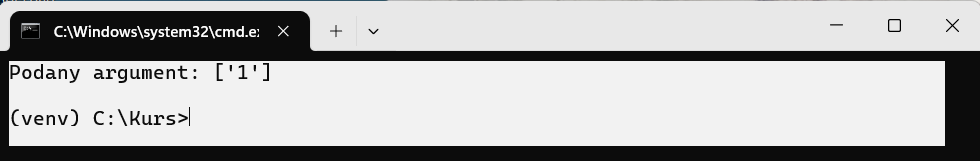 C:\Windows\system32\cmd.e
Podany argument: ['1']
(venv) C:\Kurs>